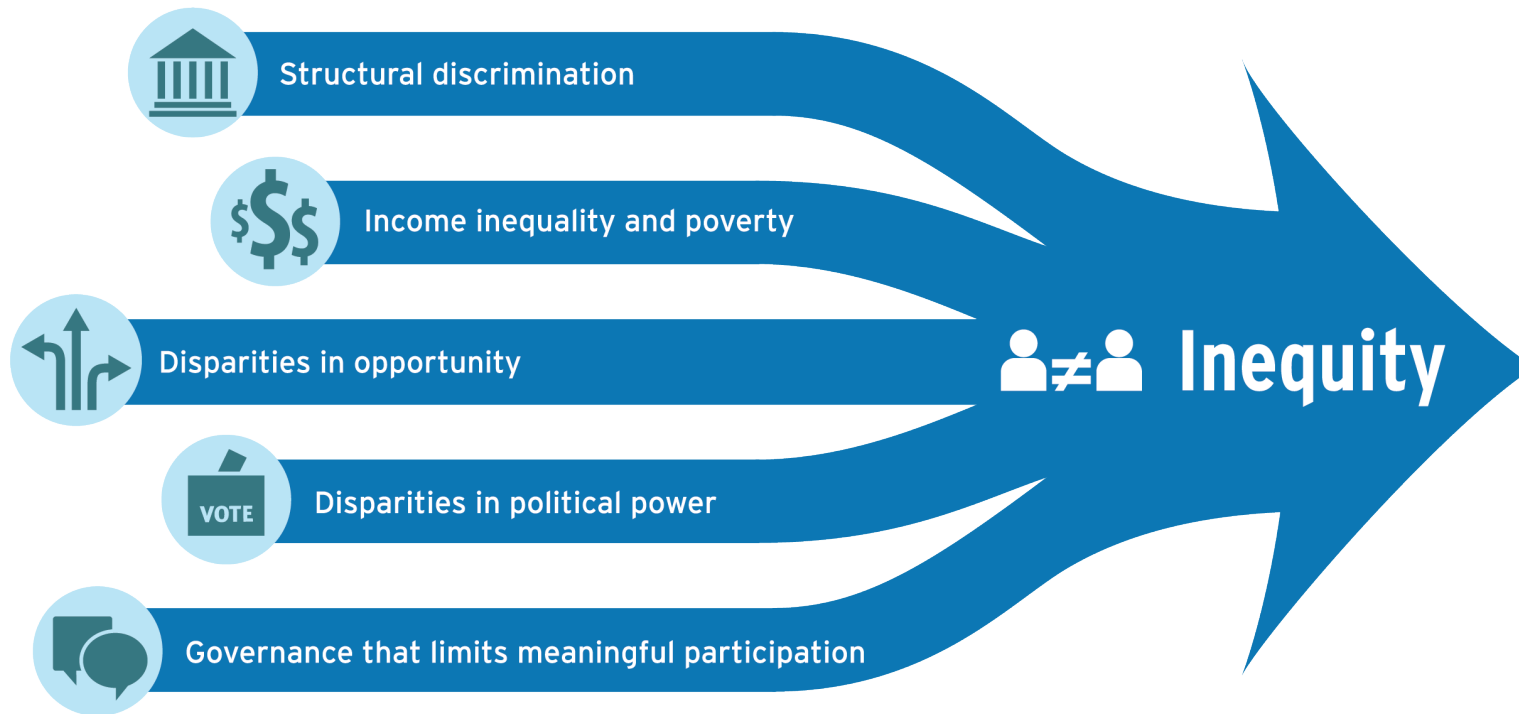 Structural discrimination
Income inequality and poverty
Disparities in opportunity
Inequity
VOTE
Disparities in political power
Governance that limits meaningful participation